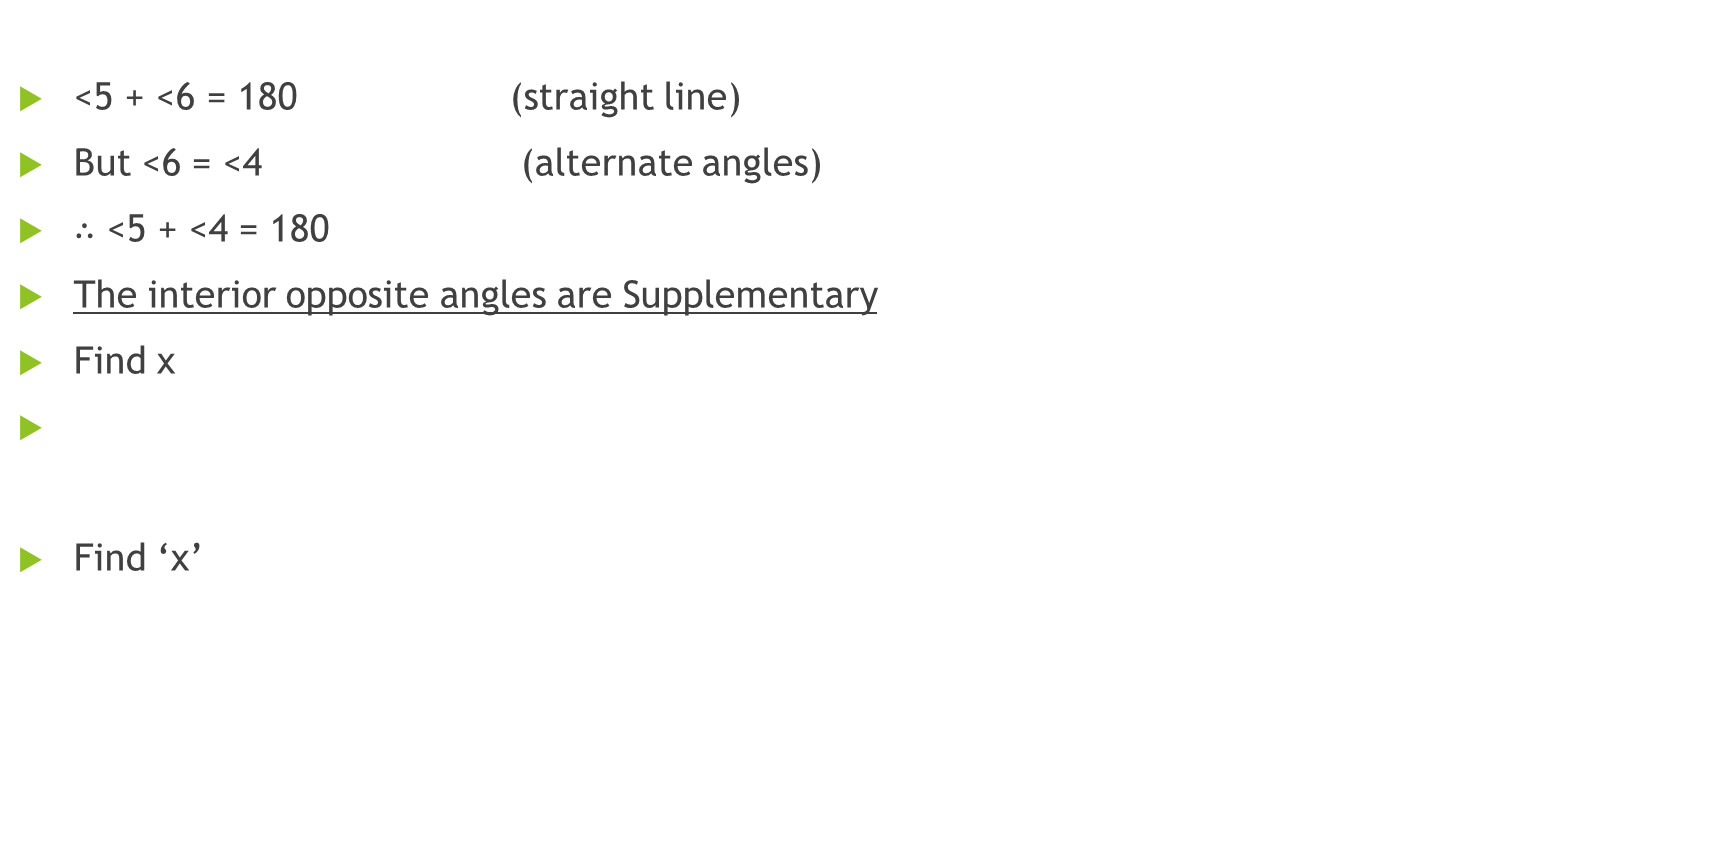 <5 + <6 = 180 (straight line)
But <6 = <4 (alternate angles)
∴ <5 + <4 = 180
The interior opposite angles are Supplementary
Find x
Find ‘x’